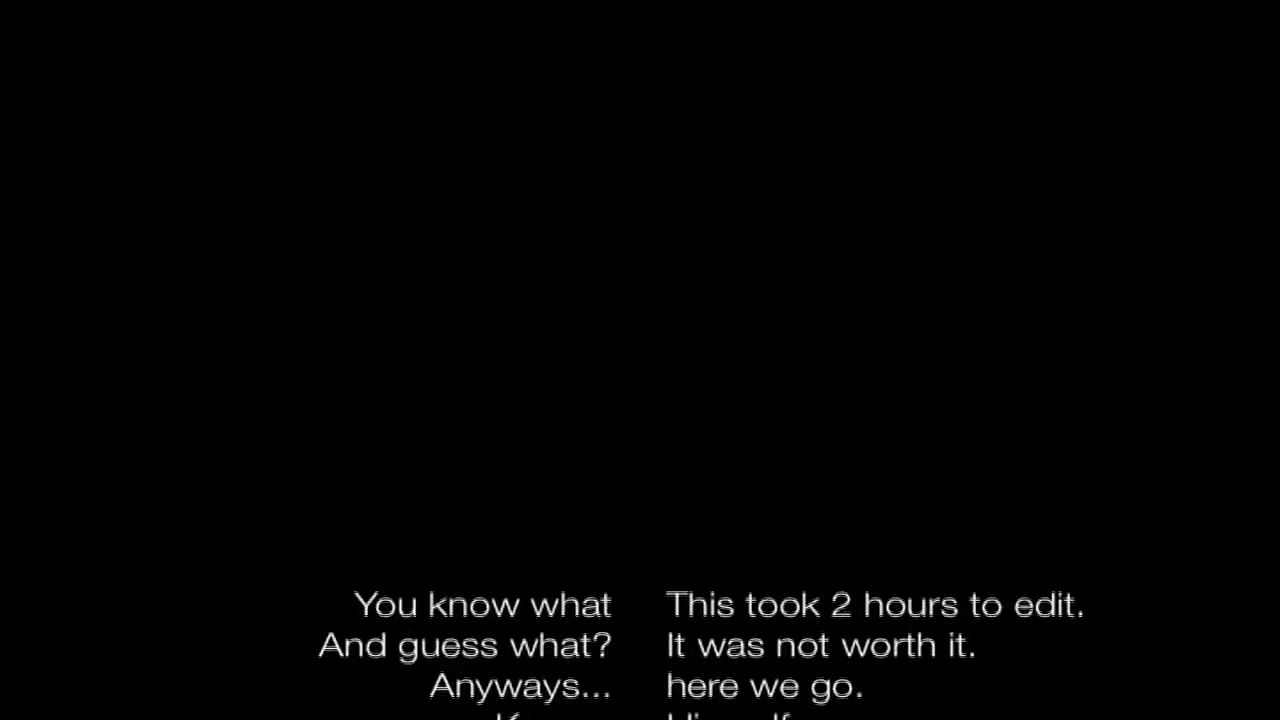 You know what This took 2 hours to edit.
And guess what? It was not worth it.
Anyways... here we go.